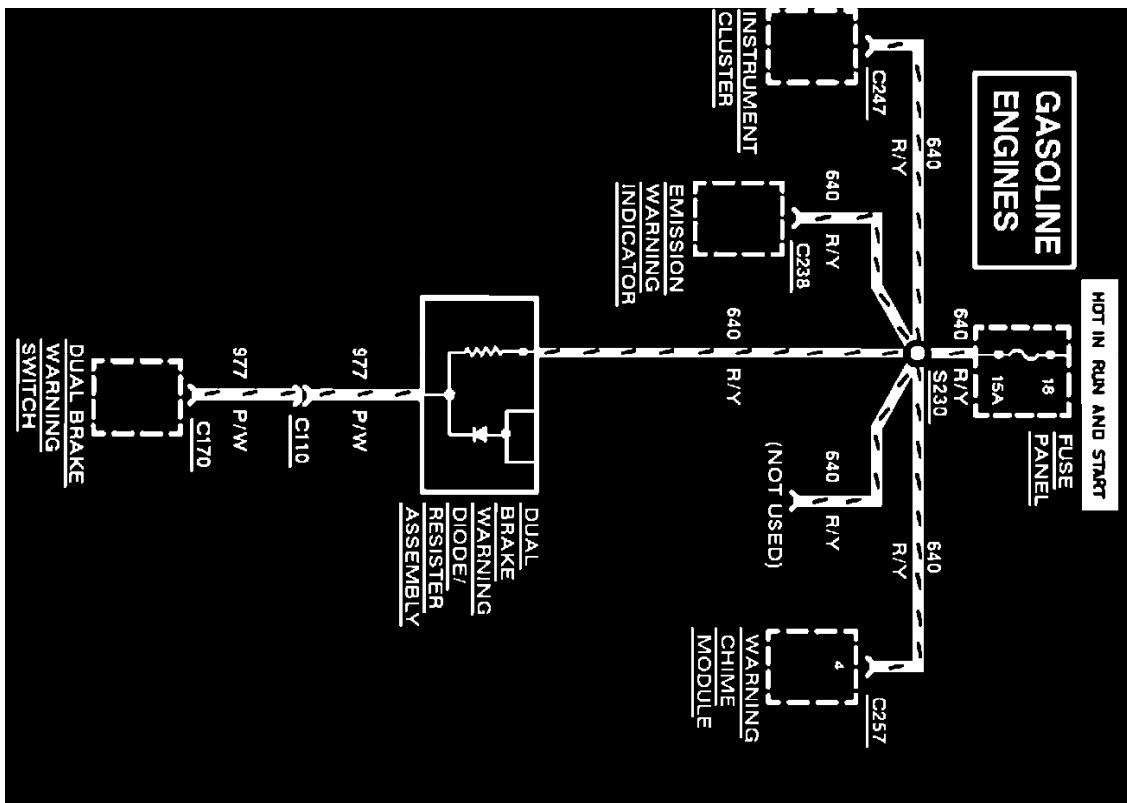 GASOLINE
ENGINES
HOT IN RUN AND START
FUSE
PANEL
18
15A
640
R/Y
S230
640
R/Y
C247
INSTRUMENT
CLUSTER
640
R/Y
C238
EMISSION
WARNING
INDICATOR
640
R/Y
640
R/Y
(NOT USED)
640
R/Y
C257
4
WARNING
CHIME
MODULE
DUAL
BRAKE
WARNING
DIODE/
RESISTER
ASSEMBLY
977
P/W
C110
977
P/W
C170
DUAL BRAKE
WARNING
SWITCH